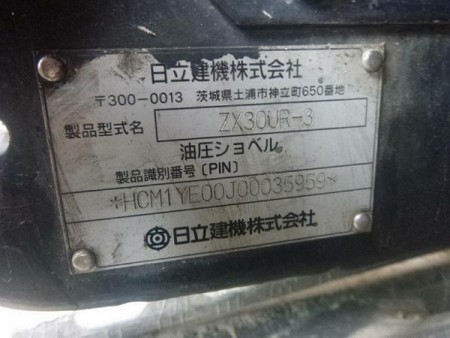 日立建機株式会社
〒300-0013 茨城県土浦市神立町650番地
製品型式名 ZX30UR-3
油圧ショベル
製品識別番号〔PIN〕
*HCM1YE00J00035959*
日立建機株式会社